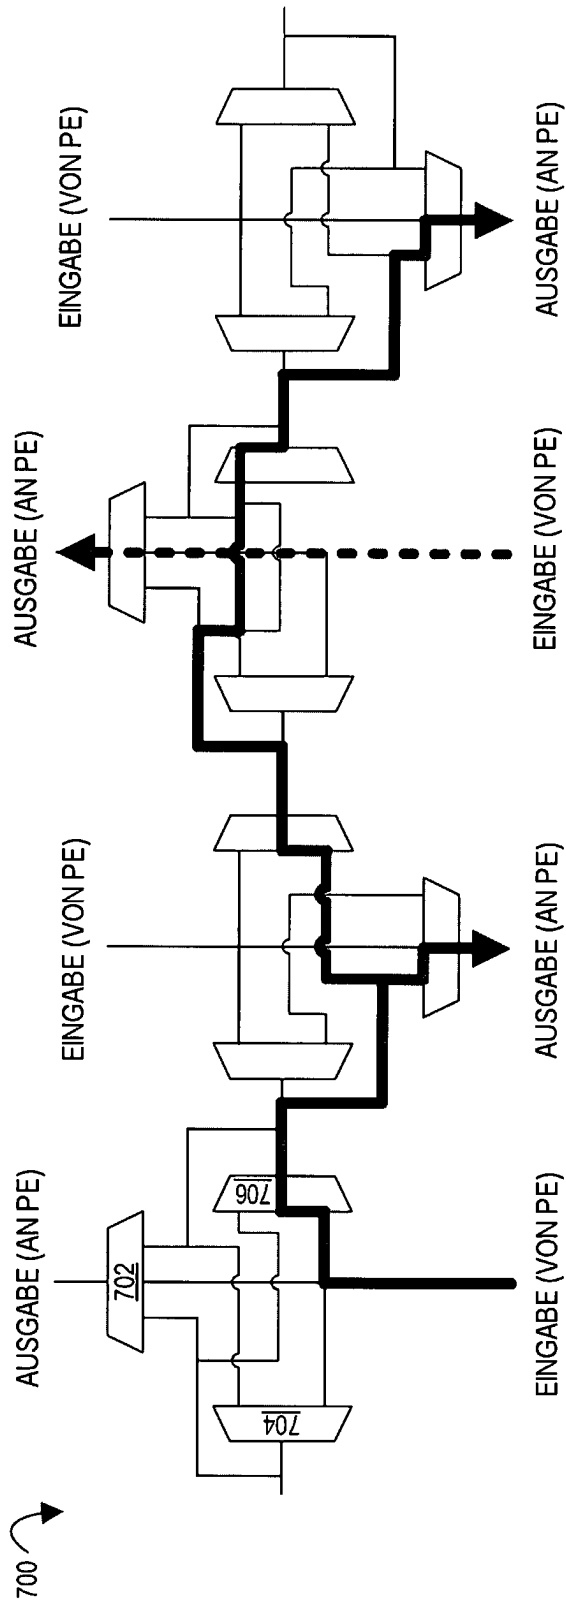 700
AUSGABE (AN PE)
EINGABE (VON PE)
AUSGABE (AN PE)
EINGABE (VON PE)
702
704
706
EINGABE (VON PE)
AUSGABE (AN PE)
EINGABE (VON PE)
AUSGABE (AN PE)